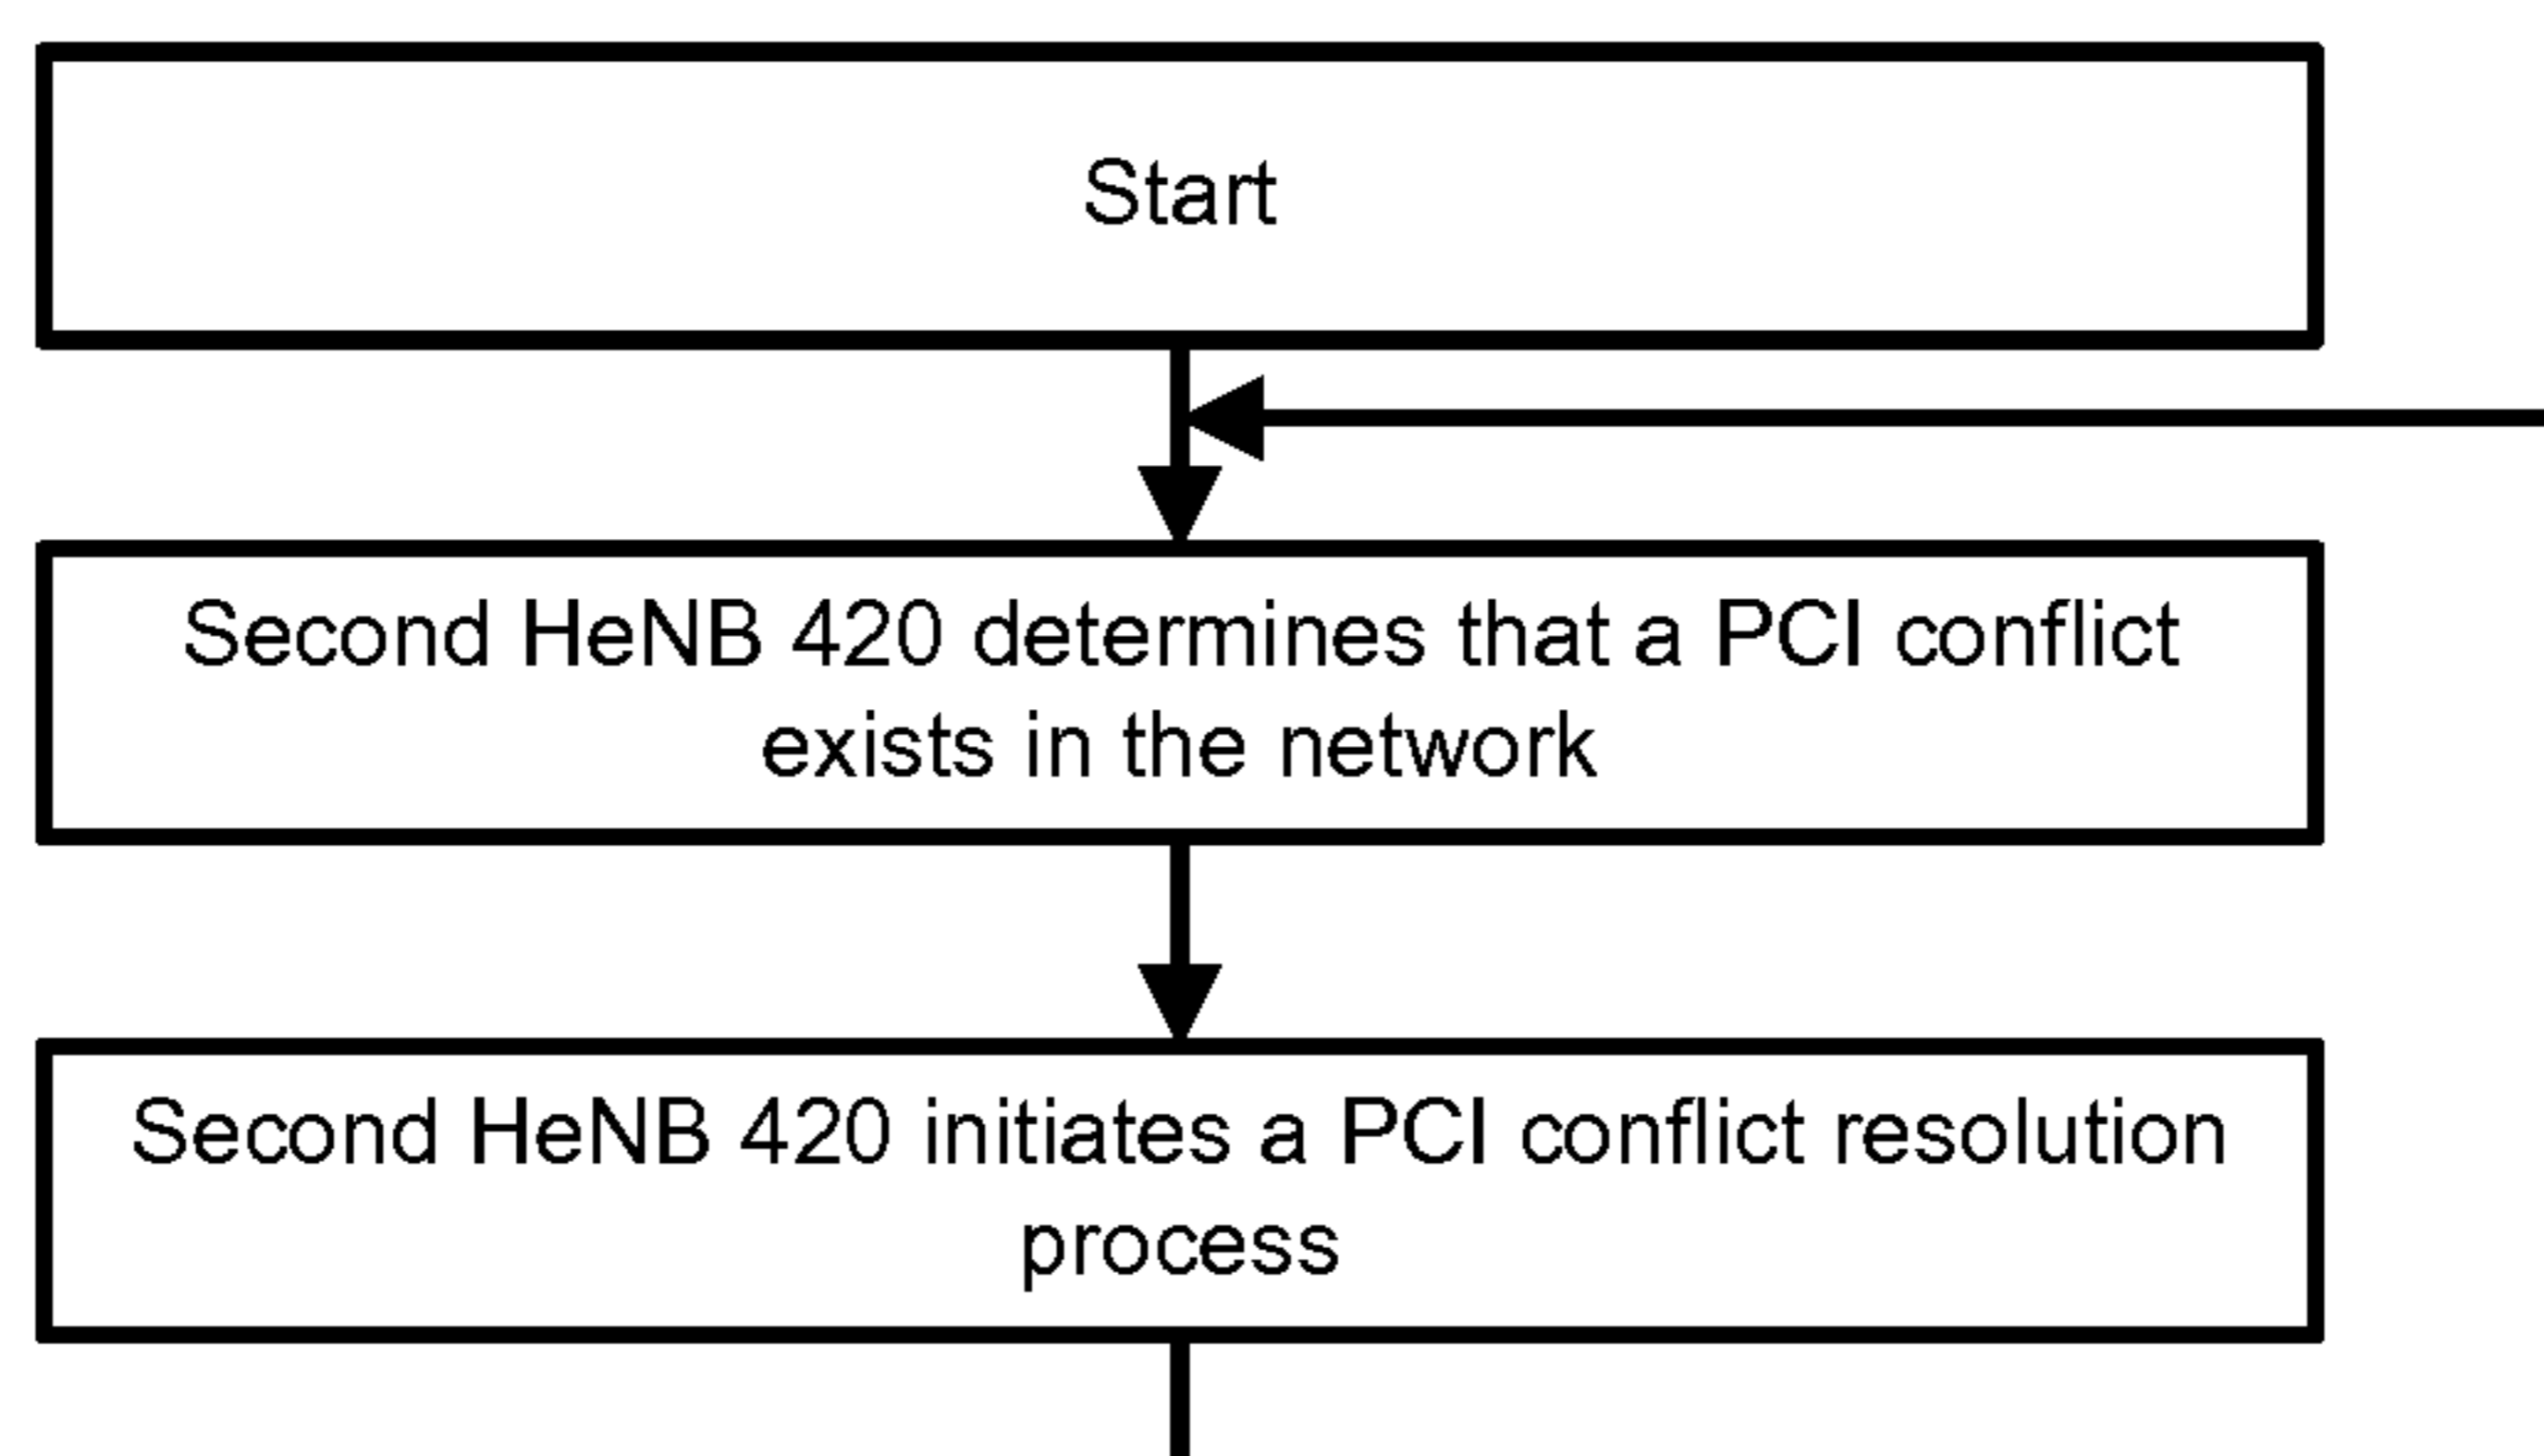 Start
Second HeNB 420 determines that a PCI conflict
exists in the network
Second HeNB 420 initiates a PCI conflict resolution
process